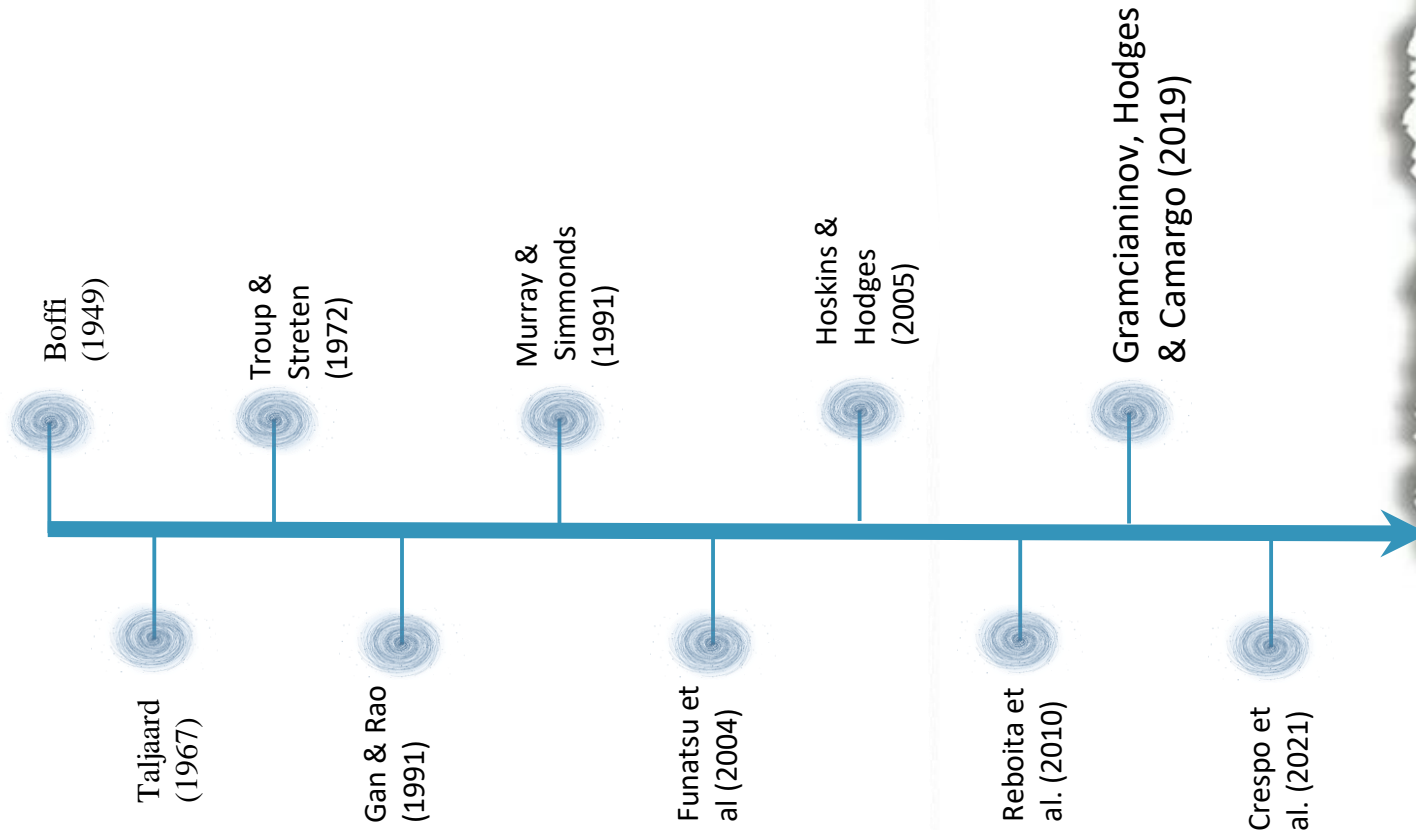 Boffi
(1949)
Taljaard
(1967)
Troup &
Streten
(1972)
Gan & Rao
(1991)
Murray &
Simmonds
(1991)
Funatsu et
al (2004)
Hoskins &
Hodges
(2005)
Reboita et
al. (2010)
Gramcianinov, Hodges
& Camargo (2019)
Crespo et
al. (2021)